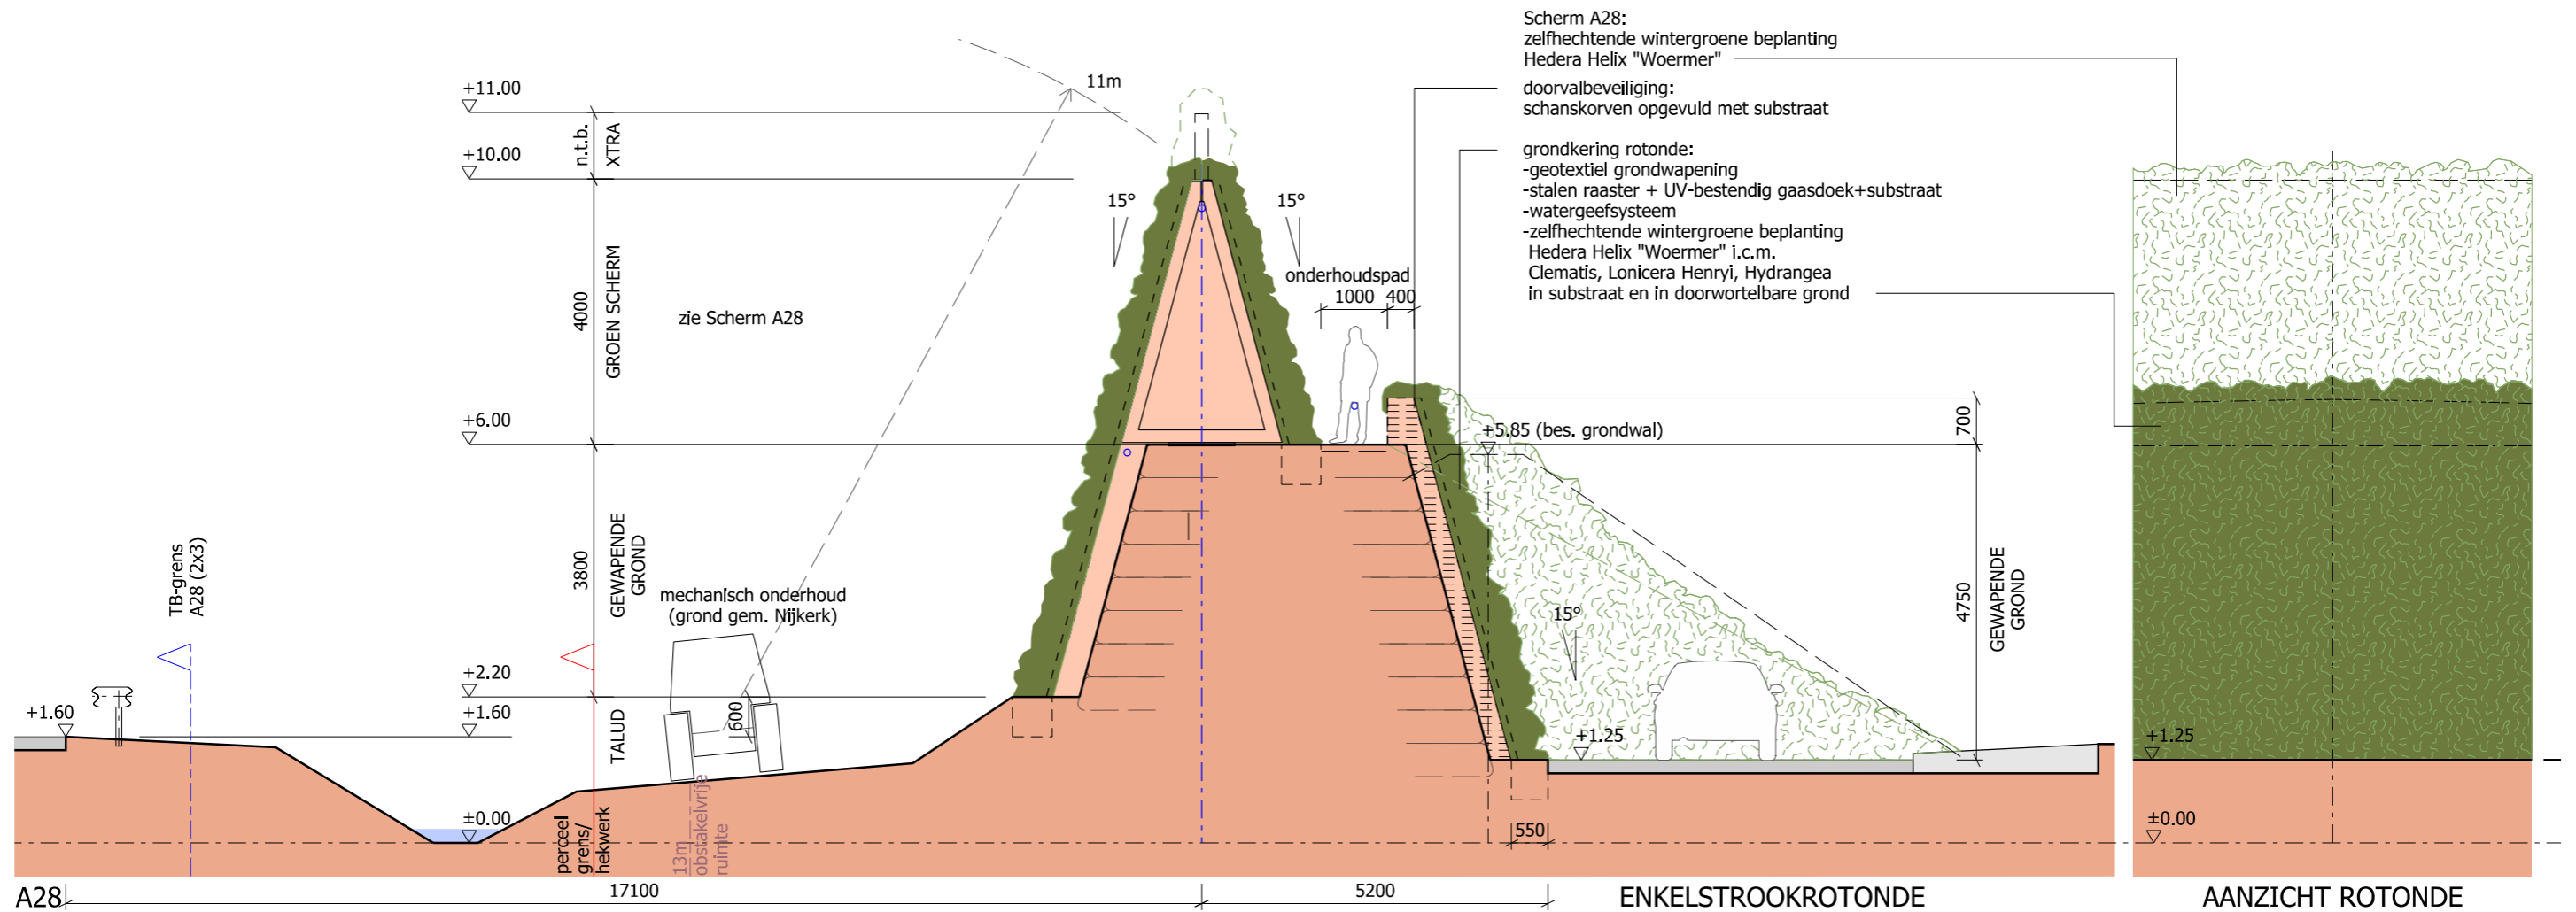 Scherm A28:
zelfhechtende wintergroene beplanting
Hedera Helix "Woermer"
doorvalbeveiliging:
schanskorven opgevuld met substraat
grondkering rotonde:
-geotextiel grondwapening
-stalen raaster + UV-bestendig gaasdoek+substraat
-watergeefsysteem
-zelfhechtende wintergroene beplanting
Hedera Helix "Woermer" i.c.m.
Clematis, Lonicera Henryi, Hydrangea
in substraat en in doorwortelbare grond
11m
+11.00
n.t.b.
XTRA
+10.00
15°
15°
4000
GROEN SCHERM
zie Scherm A28
onderhoudspad
1000
400
+6.00
+5.85 (bes. grondwal)
700
3800
GEWAPENDE
GROND
TB-grens
A28 (2x3)
mechanisch onderhoud
(grond gem. Nijkerk)
15°
4750
GEWAPENDE
GROND
+2.20
+1.60
+1.60
TALUD
600
+1.25
+1.25
±0.00
perceel
grens/
hekwerk
13m
obstakelvrije
ruimte
550
±0.00
A28
17100
5200
ENKELSTROOKROTONDE
AANZICHT ROTONDE